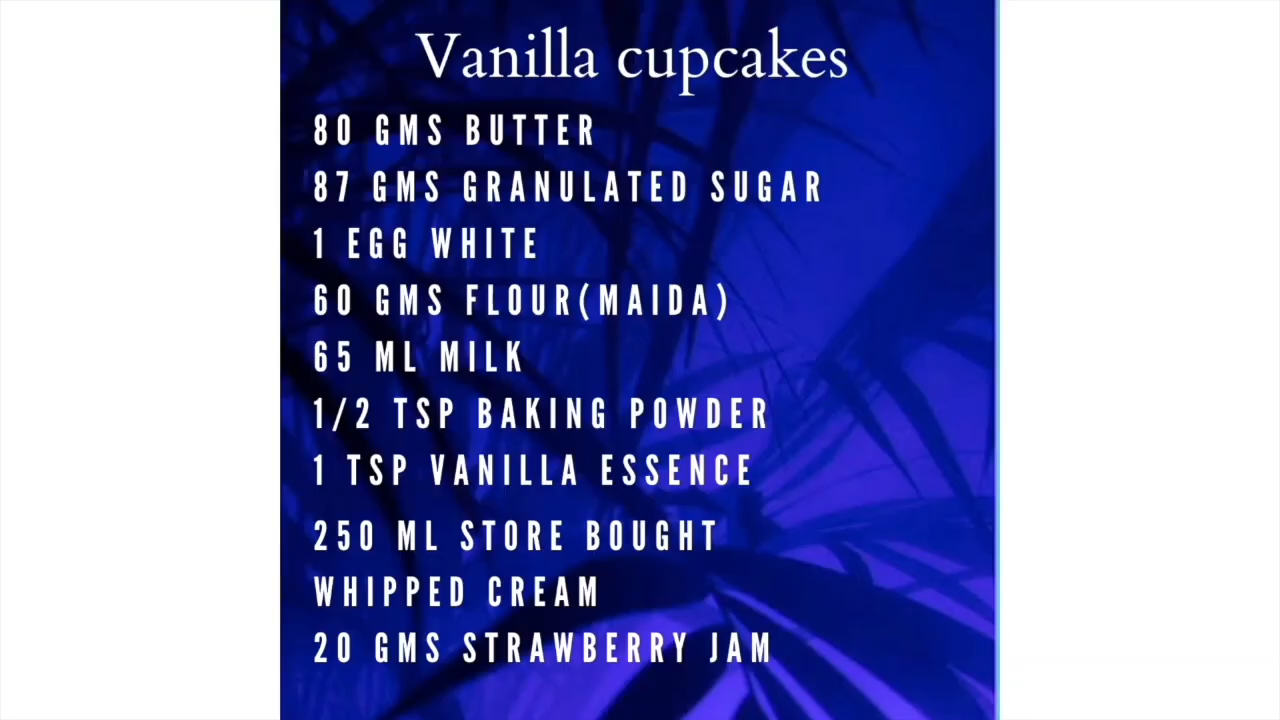 Vanilla cupcakes
80 GMS BUTTER
87 GMS GRANULATED SUGAR
1 EGG WHITE
60 GMS FLOUR(MAIDA)
65 ML MILK
1/2 TSP BAKING POWDER
1 TSP VANILLA ESSENCE
250 ML STORE BOUGHT
WHIPPED CREAM
20 GMS STRAWBERRY JAM